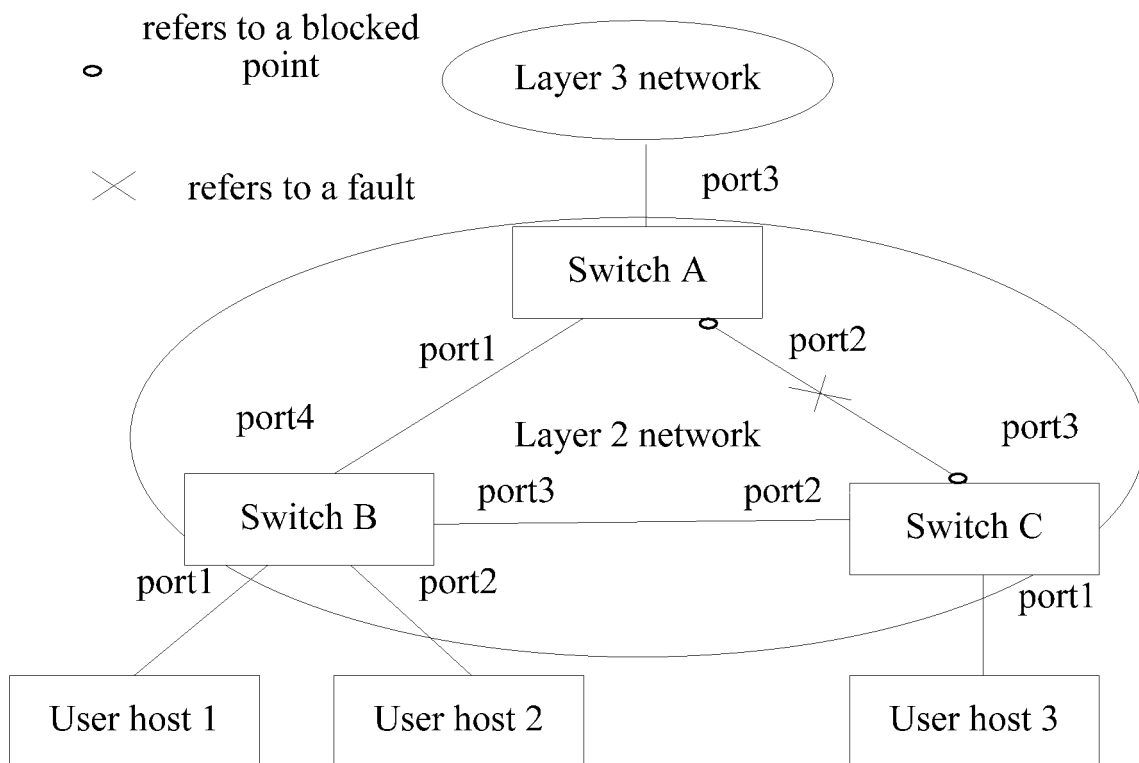 refers to a blocked
point
Layer 3 network
refers to a fault
port3
Switch A
port1
port2
port4
Layer 2 network
port3
port3
port2
Switch B
Switch C
port1
port2
port1
User host 1
User host 2
User host 3